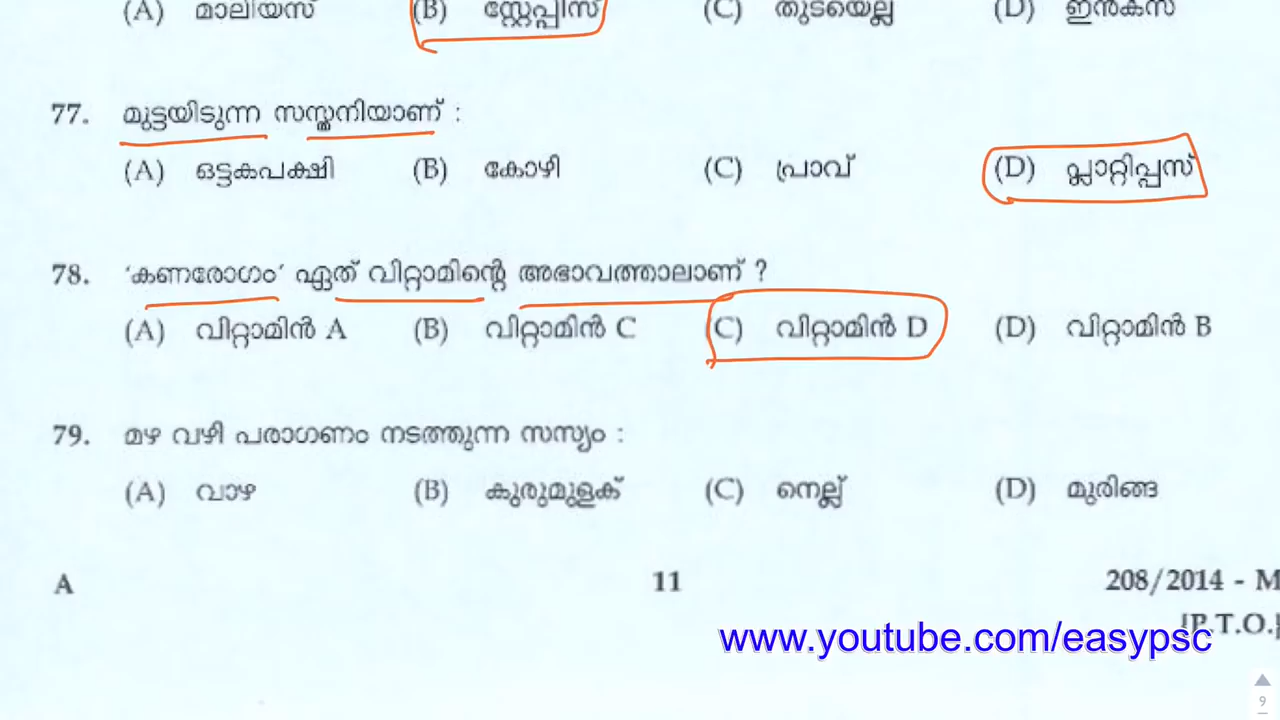 (A) മാലിയസ് (B) സ്റ്റേപ്പിസ് (C) തുടയെല്ല് (D) ഇൻകസ്
77. മുട്ടയിടുന്ന സസ്തനിയാണ് :
(A) ഒട്ടകപക്ഷി (B) കോഴി (C) പ്രാവ് (D) പ്ലാറ്റിപ്പസ്
78. 'കണരോഗം' ഏത് വിറ്റാമിന്റെ അഭാവത്താലാണ് ?
(A) വിറ്റാമിൻ A (B) വിറ്റാമിൻ C (C) വിറ്റാമിൻ D (D) വിറ്റാമിൻ B
79. മഴ വഴി പരാഗണം നടത്തുന്ന സസ്യം :
(A) വാഴ (B) കുരുമുളക് (C) നെല്ല് (D) മുരിങ്ങ
A 11 208/2014 - M
[P.T.O.]
www.youtube.com/easypsc
9